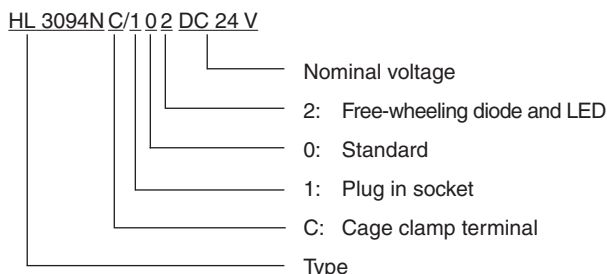 HL 3094N C/1 0 2 DC 24 V
Nominal voltage
2: Free-wheeling diode and LED
0: Standard
1: Plug in socket
C: Cage clamp terminal
Type